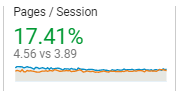 Pages / Session
17.41%
4.56 vs 3.89